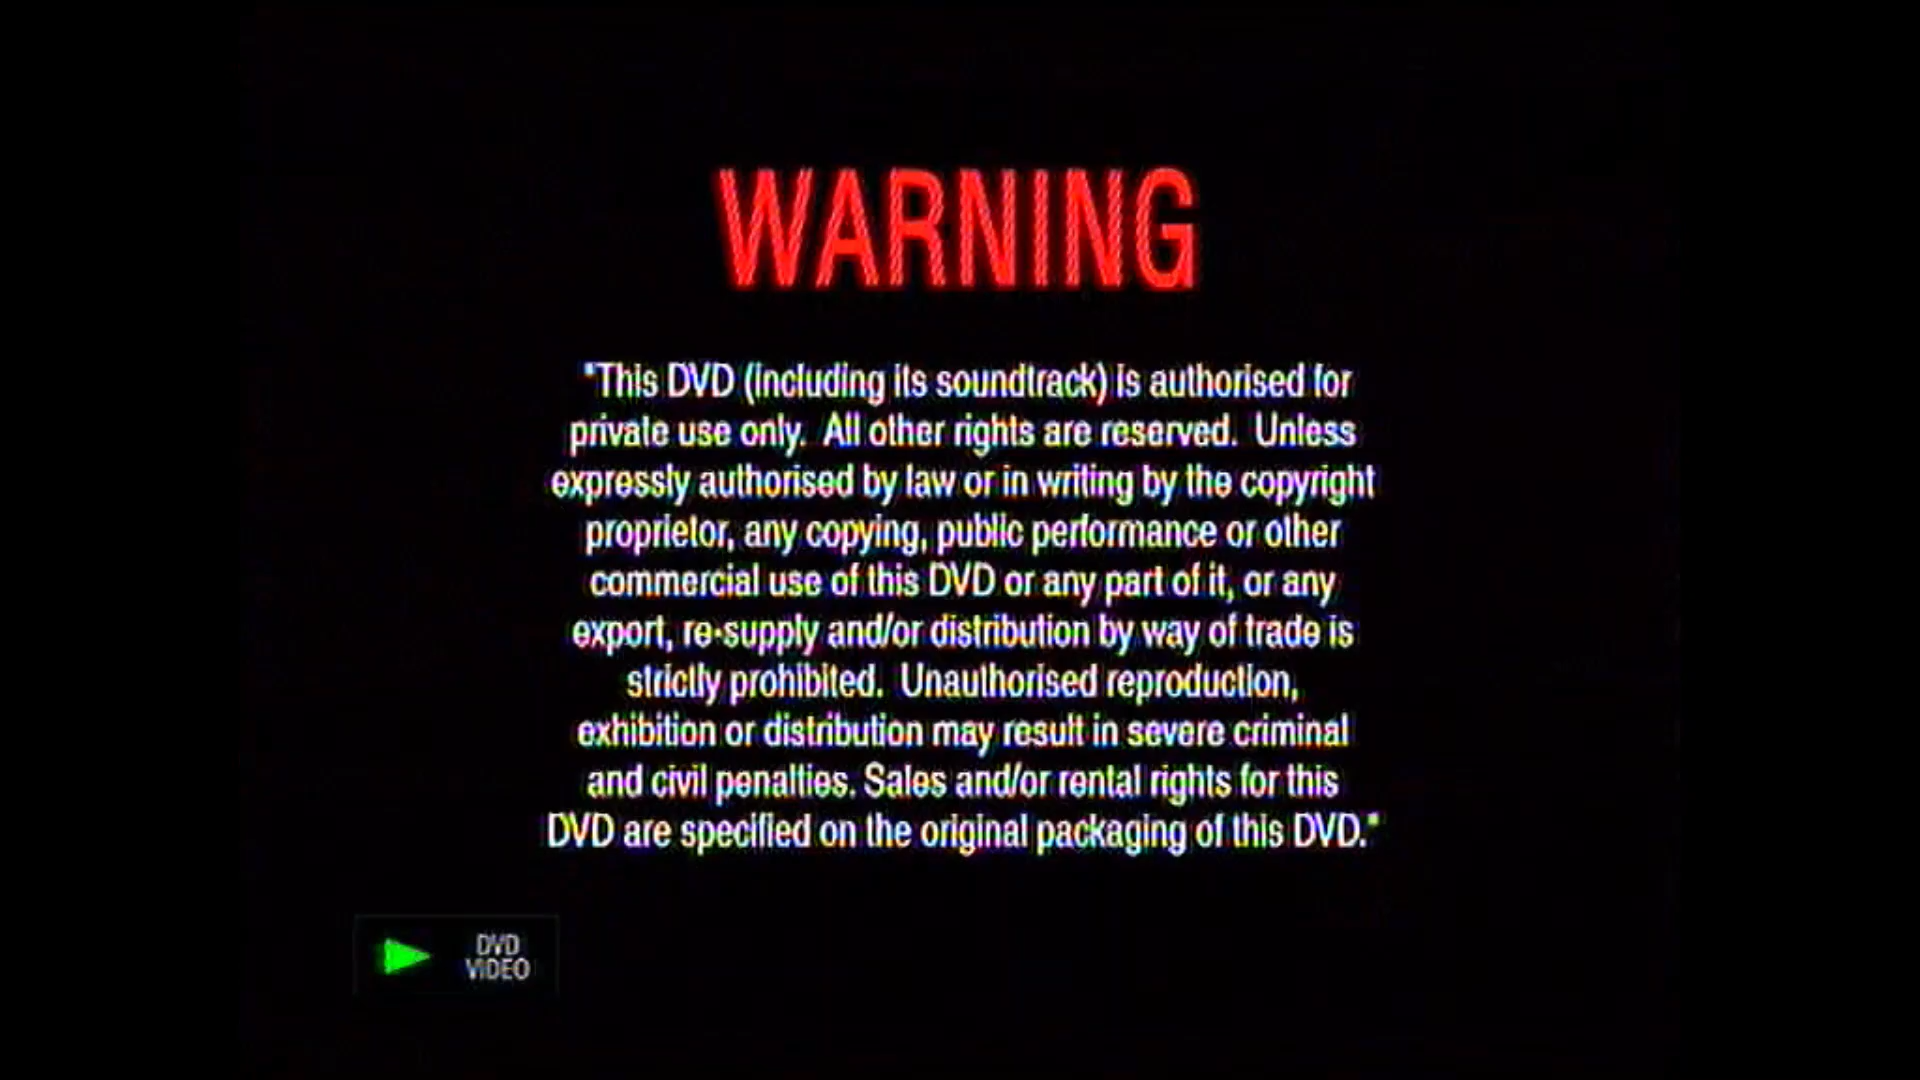 WARNING
"This DVD (including its soundtrack) is authorised for
private use only.  All other rights are reserved.  Unless
expressly authorised by law or in writing by the copyright
proprietor, any copying, public performance or other
commercial use of this DVD or any part of it, or any
export, re-supply and/or distribution by way of trade is
strictly prohibited.  Unauthorised reproduction,
exhibition or distribution may result in severe criminal
and civil penalties. Sales and/or rental rights for this
DVD are specified on the original packaging of this DVD."
DVD
VIDEO